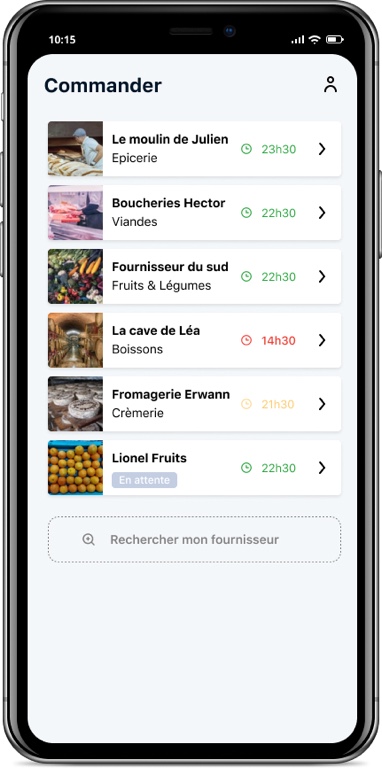 10:15
Commander
Le moulin de Julien
Epicerie
23h30
Boucheries Hector
Viandes
22h30
Fournisseur du sud
Fruits & Légumes
22h30
La cave de Léa
Boissons
14h30
Fromagerie Erwann
Crèmerie
21h30
Lionel Fruits
En attente
22h30
Rechercher mon fournisseur